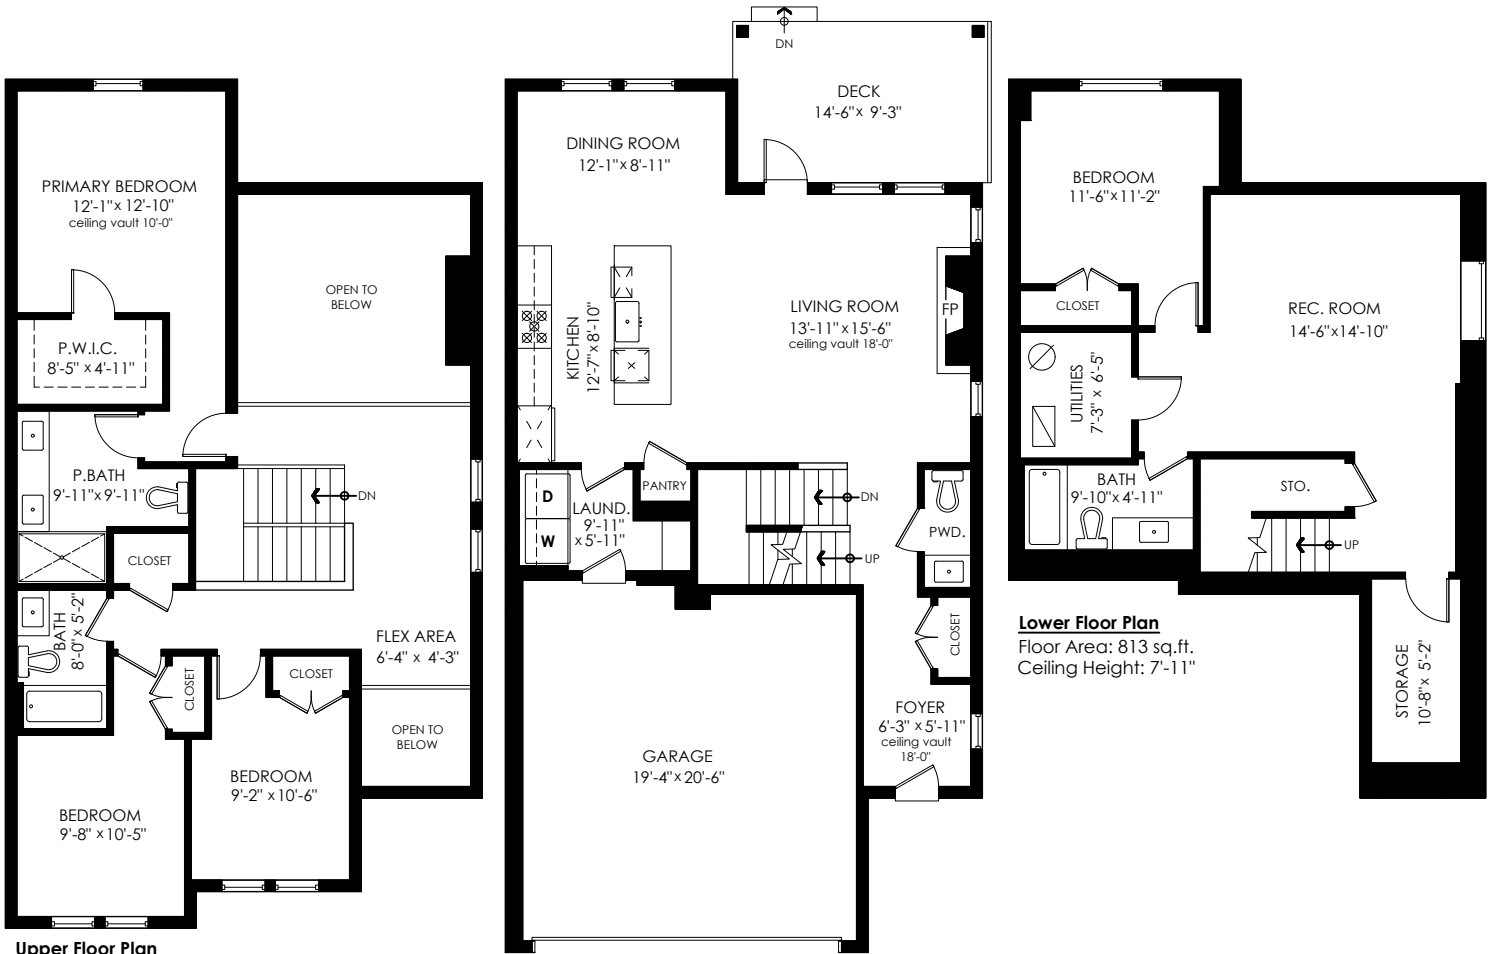 PRIMARY BEDROOM
12'-1" x 12'-10"
ceiling vault 10'-0"
OPEN TO
BELOW
P.W.I.C.
8'-5" x 4'-11"
P.BATH
9'-11" x 9'-11"
DN
CLOSET
BATH
8'-0" x 5'-2"
FLEX AREA
6'-4" x 4'-3"
CLOSET
CLOSET
OPEN TO
BELOW
BEDROOM
9'-2" x 10'-6"
BEDROOM
9'-8" x 10'-5"
Upper Floor Plan
DN
DECK
14'-6" x 9'-3"
DINING ROOM
12'-1" x 8'-11"
KITCHEN
12'-7" x 8'-10"
LIVING ROOM
13'-11" x 15'-6"
ceiling vault 18'-0"
FP
PANTRY
D
W
LAUND.
9'-11"
x 5'-11"
DN
UP
PWD.
CLOSET
FOYER
6'-3" x 5'-11"
ceiling vault
18'-0"
GARAGE
19'-4" x 20'-6"
BEDROOM
11'-6" x 11'-2"
CLOSET
REC. ROOM
14'-6" x 14'-10"
UTILITIES
7'-3" x 6'-5"
BATH
9'-10" x 4'-11"
STO.
UP
STORAGE
10'-8" x 5'-2"
Lower Floor Plan
Floor Area: 813 sq.ft.
Ceiling Height: 7'-11"